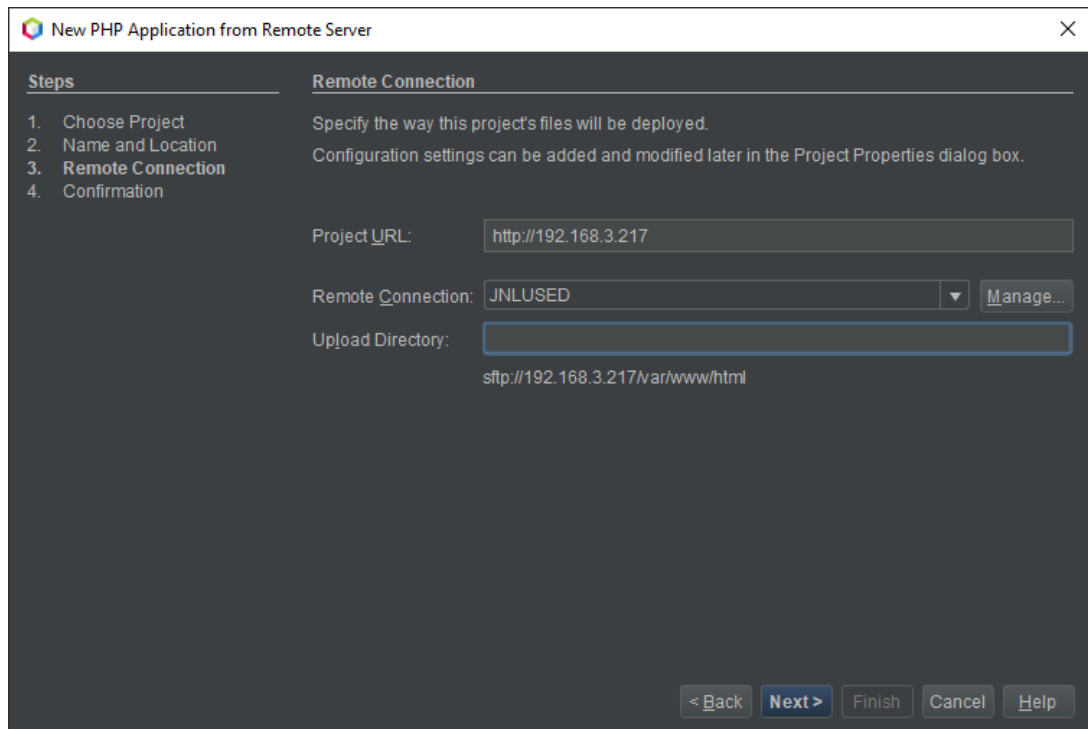 New PHP Application from Remote Server
Steps
1. Choose Project
2. Name and Location
3. Remote Connection
4. Confirmation
Remote Connection
Specify the way this project's files will be deployed.
Configuration settings can be added and modified later in the Project Properties dialog box.
Project URL: http://192.168.3.217
Remote Connection: JNLUSED Manage...
Upload Directory:
sftp://192.168.3.217/var/www/html
< Back Next > Finish Cancel Help